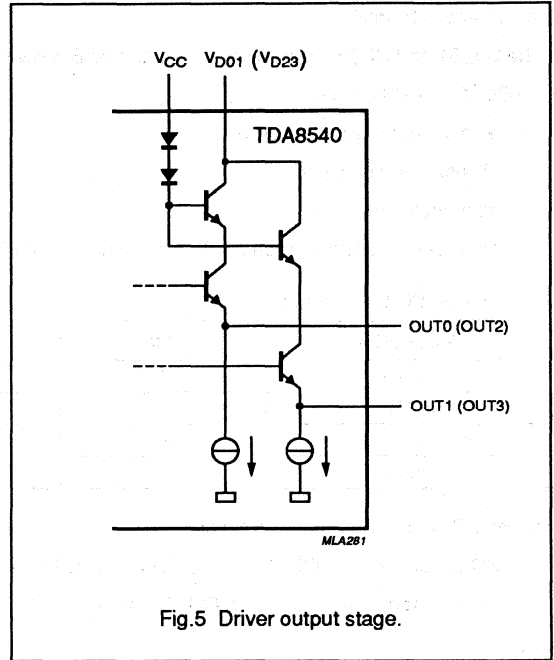 VCC VD01 (VD23)
TDA8540
OUT0 (OUT2)
OUT1 (OUT3)
MLA281
Fig.5 Driver output stage.